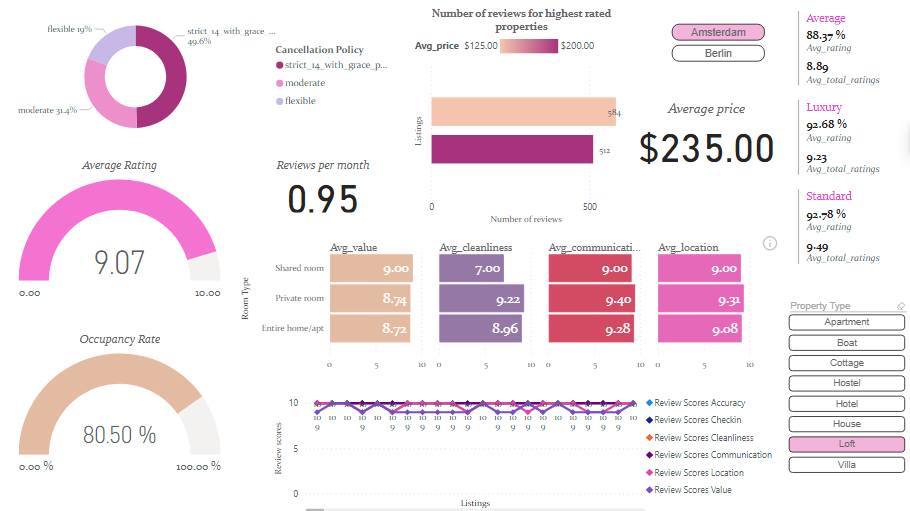 flexible 19%
strict_14_with_grace_...
49.6%
moderate 31.4%
Cancellation Policy
strict_14_with_grace_p...
moderate
flexible
Number of reviews for highest rated
properties
Avg_price $125.00 $200.00
Listings
584
512
0 500
Number of reviews
Amsterdam
Berlin
Average price
$235.00
Average
88.37 %
Avg_rating
8.89
Avg_total_ratings
Luxury
92.68 %
Avg_rating
9.23
Avg_total_ratings
Standard
92.78 %
Avg_rating
9.49
Avg_total_ratings
Average Rating
9.07
0.00 10.00
Reviews per month
0.95
Occupancy Rate
80.50 %
0.00 % 100.00 %
Room Type
Avg_value Avg_cleanliness Avg_communicati... Avg_location
Shared room 9.00 7.00 9.00 9.00
Private room 8.74 9.22 9.40 9.31
Entire home/apt 8.72 8.96 9.28 9.08
0 5 10 0 5 10 0 5 10 0 5 10
Review scores
10
5
0
Listings
Review Scores Accuracy
Review Scores Checkin
Review Scores Cleanliness
Review Scores Communication
Review Scores Location
Review Scores Value
Property Type
Apartment
Boat
Cottage
Hostel
Hotel
House
Loft
Villa